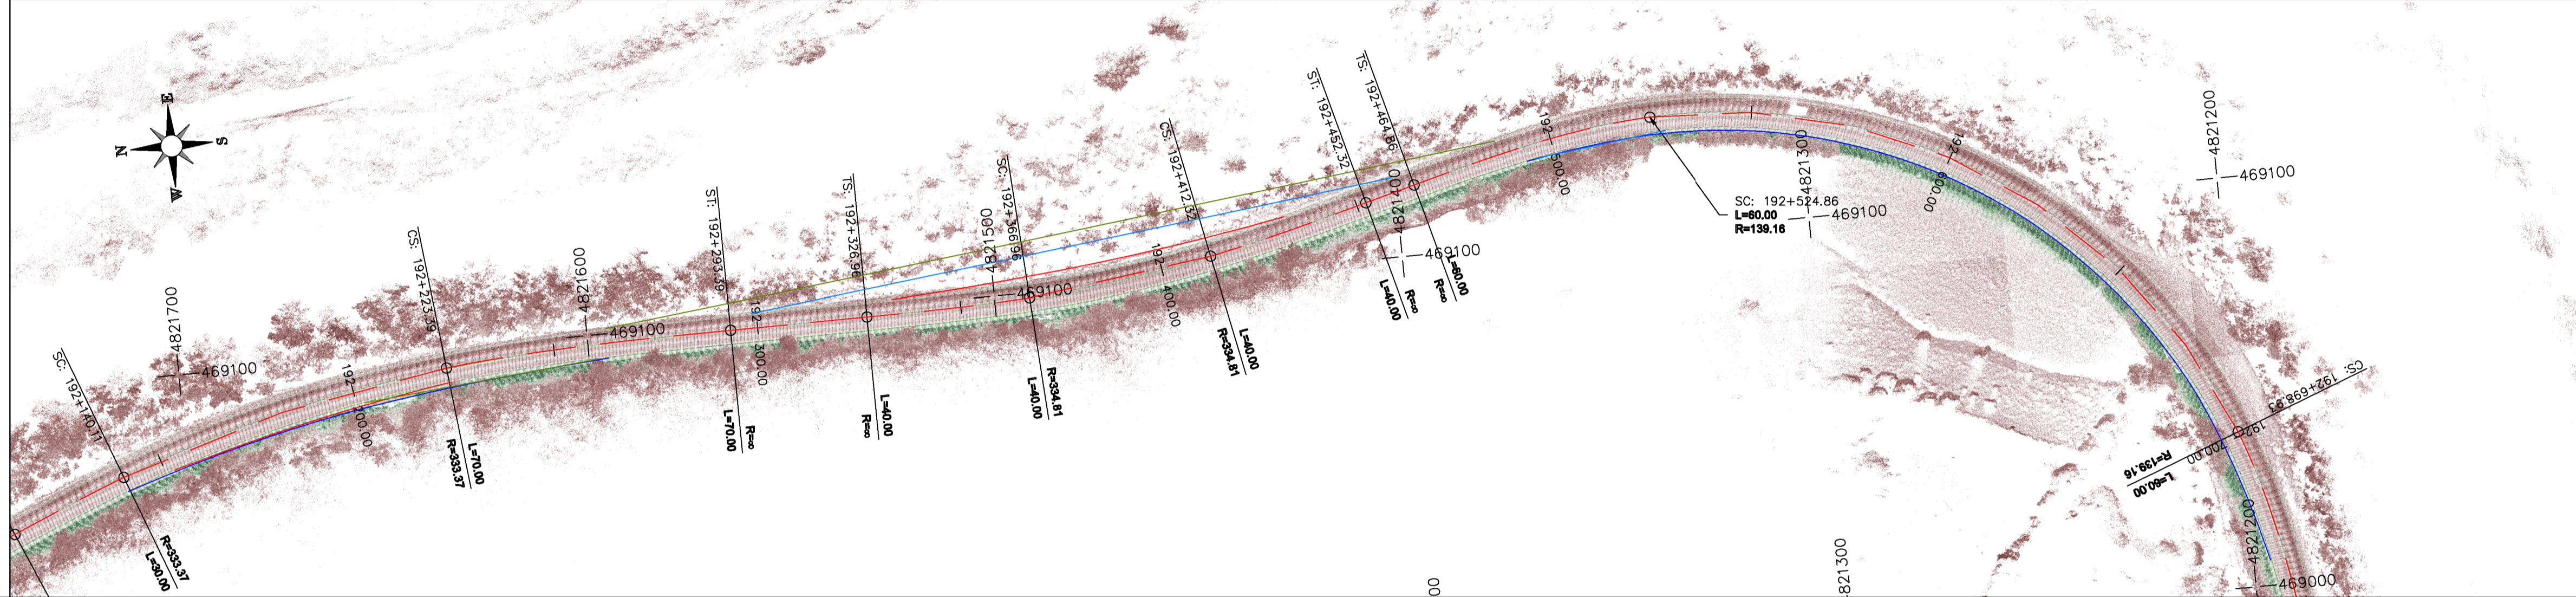 E
N
S
W
SC: 192+140.11
R=333.37
L=30.00
4821700
469100
192
200.00
CS: 192+223.39
L=70.00
R=333.37
4821600
469100
ST: 192+293.39
R=∞
L=70.00
192
300.00
TS: 192+326.96
L=40.00
R=∞
4821500
469100
SC: 192+366.96
R=334.81
L=40.00
192
400.00
CS: 192+412.32
L=40.00
R=334.81
ST: 192+452.32
R=∞
L=40.00
TS: 192+464.86
L=60.00
R=∞
4821400
469100
192
500.00
SC: 192+524.86
L=60.00
R=139.16
4821300
469100
192
600.00
4821200
469100
CS: 192+698.93
R=139.16
L=60.00
192
700.00
4821200
469000
821300
00